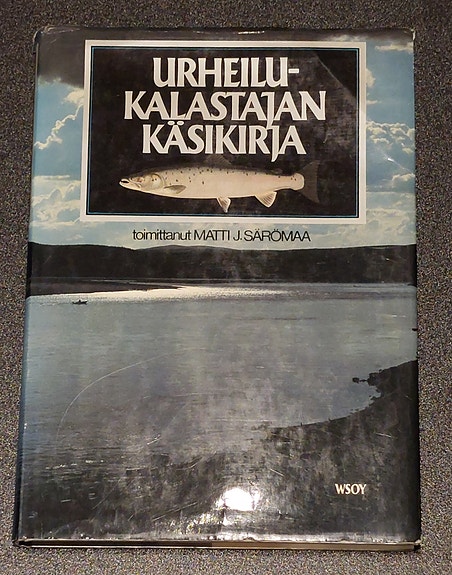 URHEILU-
KALASTAJAN
KÄSIKIRJA
toimittanut MATTI J. SÄRÖMAA
WSOY